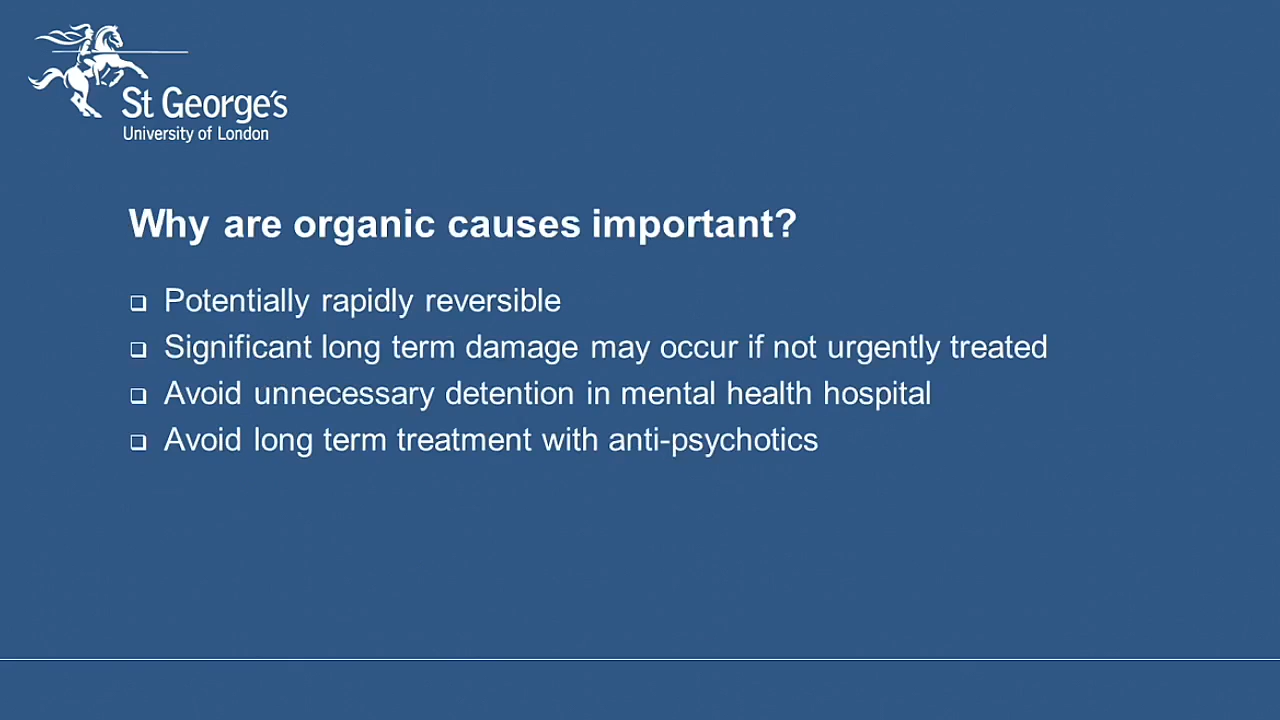 St George's
University of London
Why are organic causes important?
Potentially rapidly reversible
Significant long term damage may occur if not urgently treated
Avoid unnecessary detention in mental health hospital
Avoid long term treatment with anti-psychotics